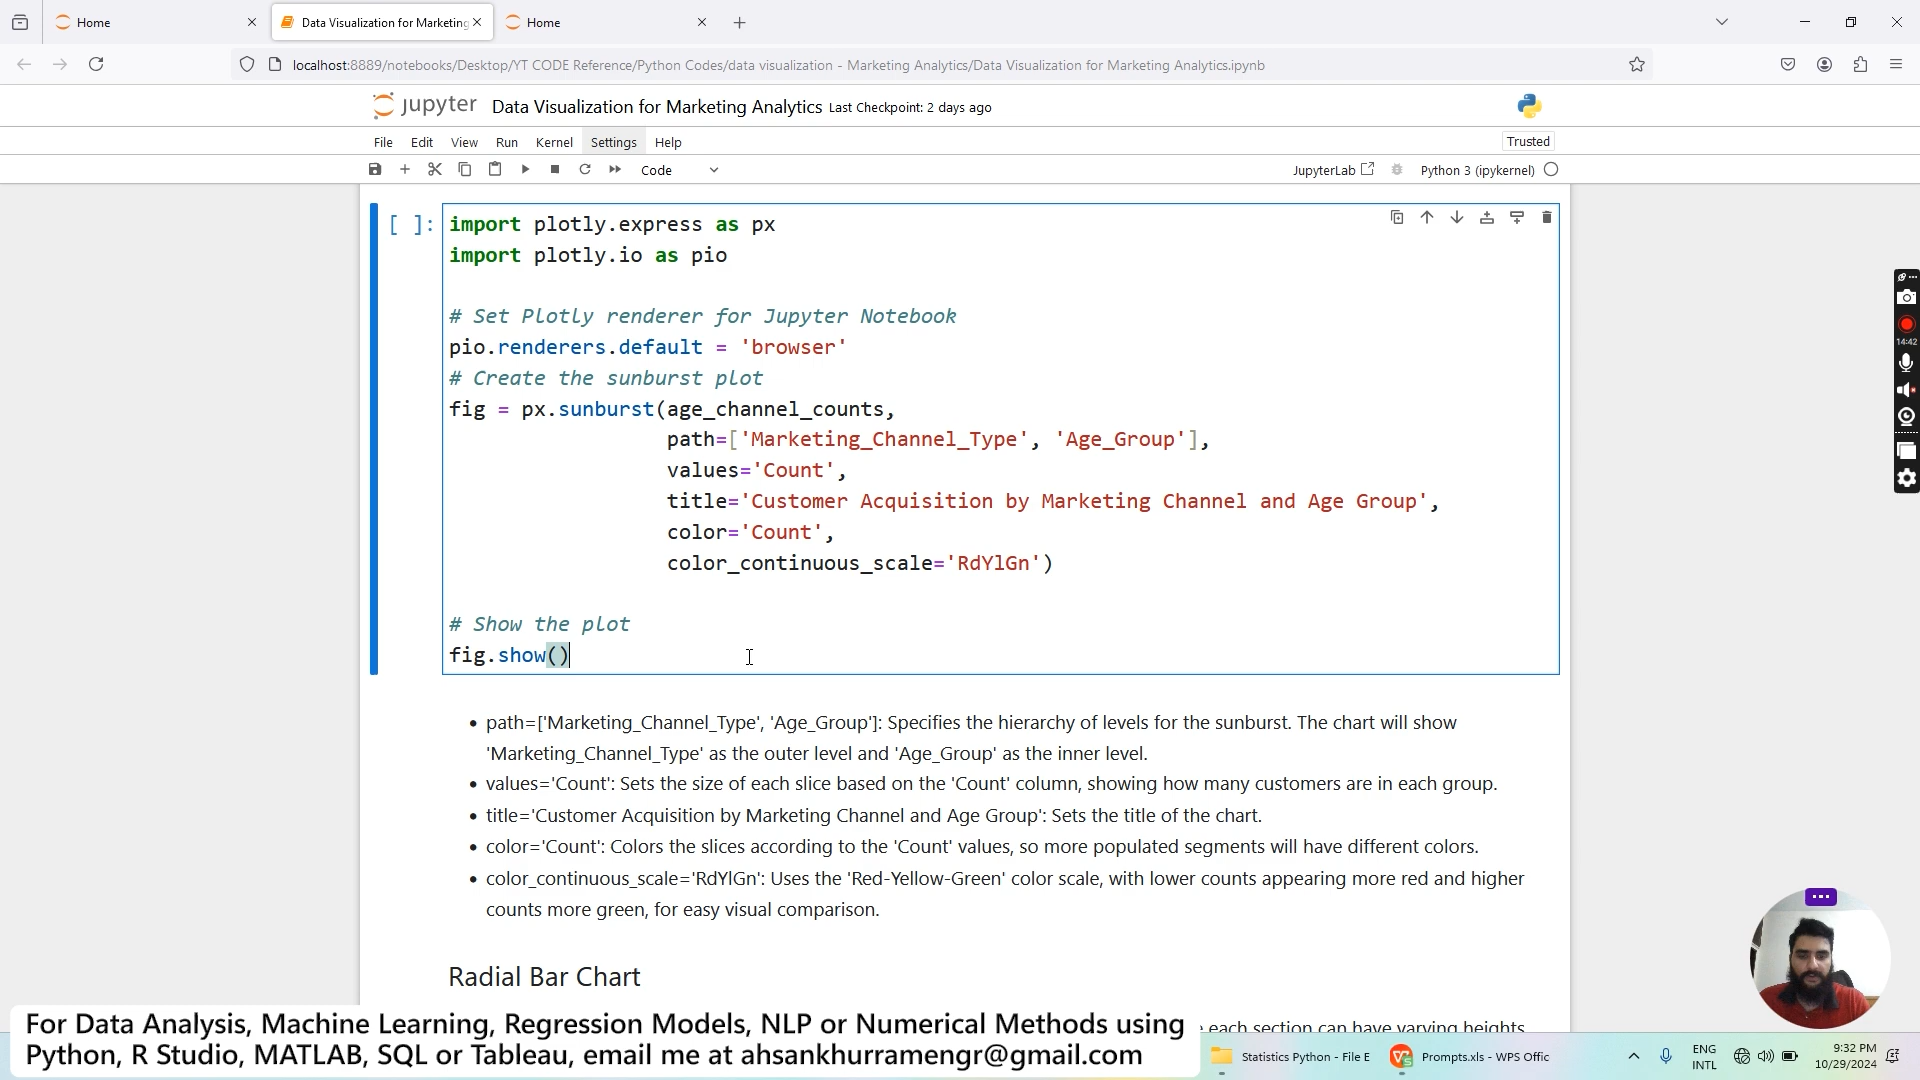 Home
Data Visualization for Marketing
Home
localhost:8889/notebooks/Desktop/YT CODE Reference/Python Codes/data visualization - Marketing Analytics/Data Visualization for Marketing Analytics.ipynb
jupyter Data Visualization for Marketing Analytics Last Checkpoint: 2 days ago
File Edit View Run Kernel Settings Help
Trusted
Code
JupyterLab
Python 3 (ipykernel)
[ ]:
import plotly.express as px
import plotly.io as pio
# Set Plotly renderer for Jupyter Notebook
pio.renderers.default = 'browser'
# Create the sunburst plot
fig = px.sunburst(age_channel_counts,
path=['Marketing_Channel_Type', 'Age_Group'],
values='Count',
title='Customer Acquisition by Marketing Channel and Age Group',
color='Count',
color_continuous_scale='RdYlGn')
# Show the plot
fig.show()
14:42
• path=['Marketing_Channel_Type', 'Age_Group']: Specifies the hierarchy of levels for the sunburst. The chart will show
'Marketing_Channel_Type' as the outer level and 'Age_Group' as the inner level.
• values='Count': Sets the size of each slice based on the 'Count' column, showing how many customers are in each group.
• title='Customer Acquisition by Marketing Channel and Age Group': Sets the title of the chart.
• color='Count': Colors the slices according to the 'Count' values, so more populated segments will have different colors.
• color_continuous_scale='RdYlGn': Uses the 'Red-Yellow-Green' color scale, with lower counts appearing more red and higher
counts more green, for easy visual comparison.
Radial Bar Chart
each section can have varying heights
For Data Analysis, Machine Learning, Regression Models, NLP or Numerical Methods using
Python, R Studio, MATLAB, SQL or Tableau, email me at ahsankhurramengr@gmail.com
Statistics Python - File E
Prompts.xls - WPS Offic
ENG
INTL
9:32 PM
10/29/2024